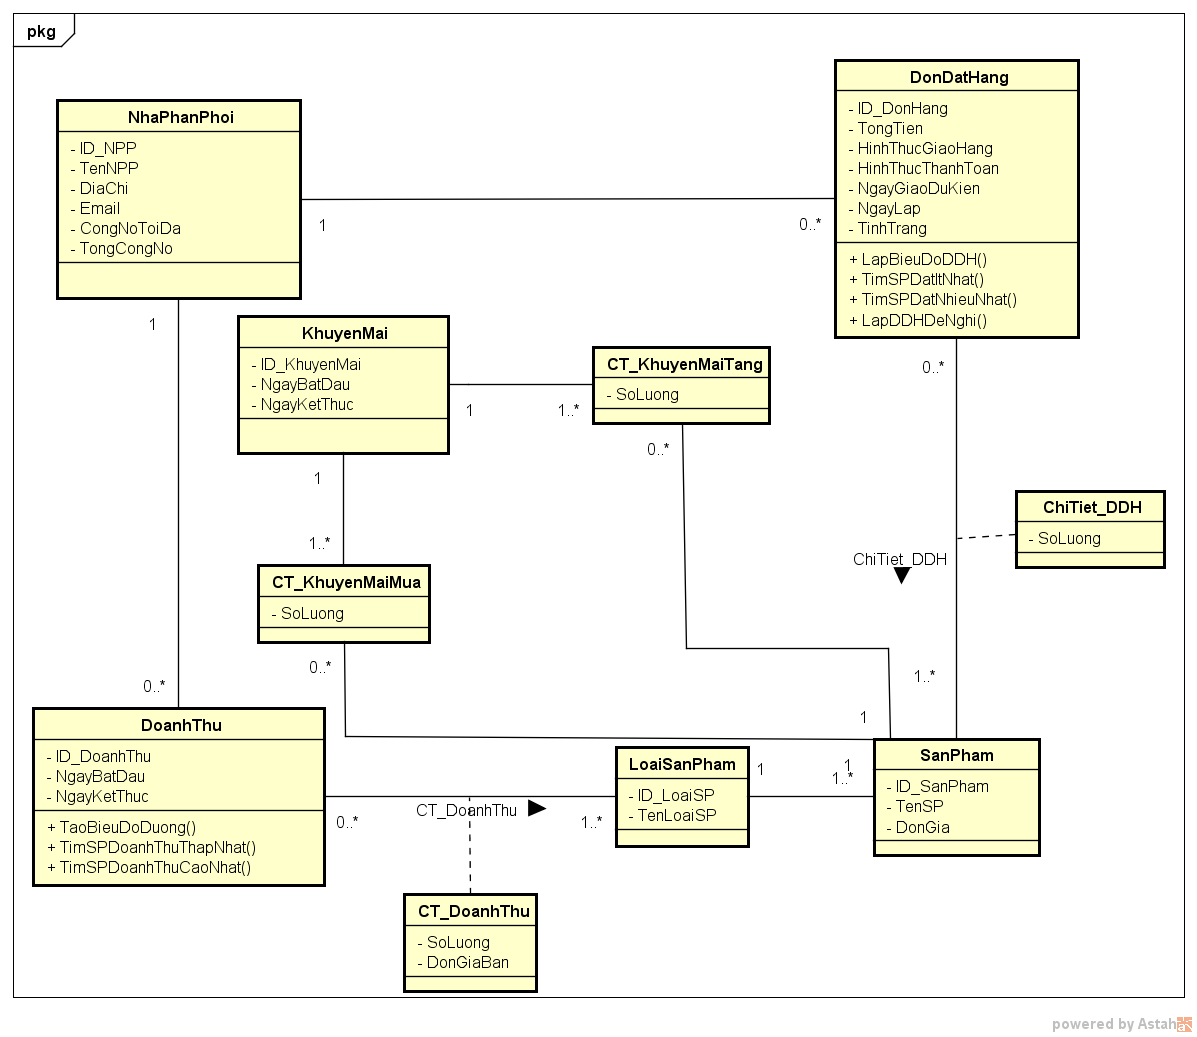 pkg
NhaPhanPhoi
- ID_NPP
- TenNPP
- DiaChi
- Email
- CongNoToiDa
- TongCongNo
1
0..*
DonDatHang
- ID_DonHang
- TongTien
- HinhThucGiaoHang
- HinhThucThanhToan
- NgayGiaoDuKien
- NgayLap
- TinhTrang
+ LapBieuDoDDH()
+ TimSPDatItNhat()
+ TimSPDatNhieuNhat()
+ LapDDHDeNghi()
1
0..*
KhuyenMai
- ID_KhuyenMai
- NgayBatDau
- NgayKetThuc
1
1..*
CT_KhuyenMaiTang
- SoLuong
0..*
1
1..*
CT_KhuyenMaiMua
- SoLuong
0..*
0..*
ChiTiet_DDH
ChiTiet_DDH
- SoLuong
1..*
1
1
DoanhThu
- ID_DoanhThu
- NgayBatDau
- NgayKetThuc
+ TaoBieuDoDuong()
+ TimSPDoanhThuThapNhat()
+ TimSPDoanhThuCaoNhat()
0..*
CT_DoanhThu
1..*
LoaiSanPham
- ID_LoaiSP
- TenLoaiSP
1
1..*
SanPham
- ID_SanPham
- TenSP
- DonGia
CT_DoanhThu
- SoLuong
- DonGiaBan
powered by Astah